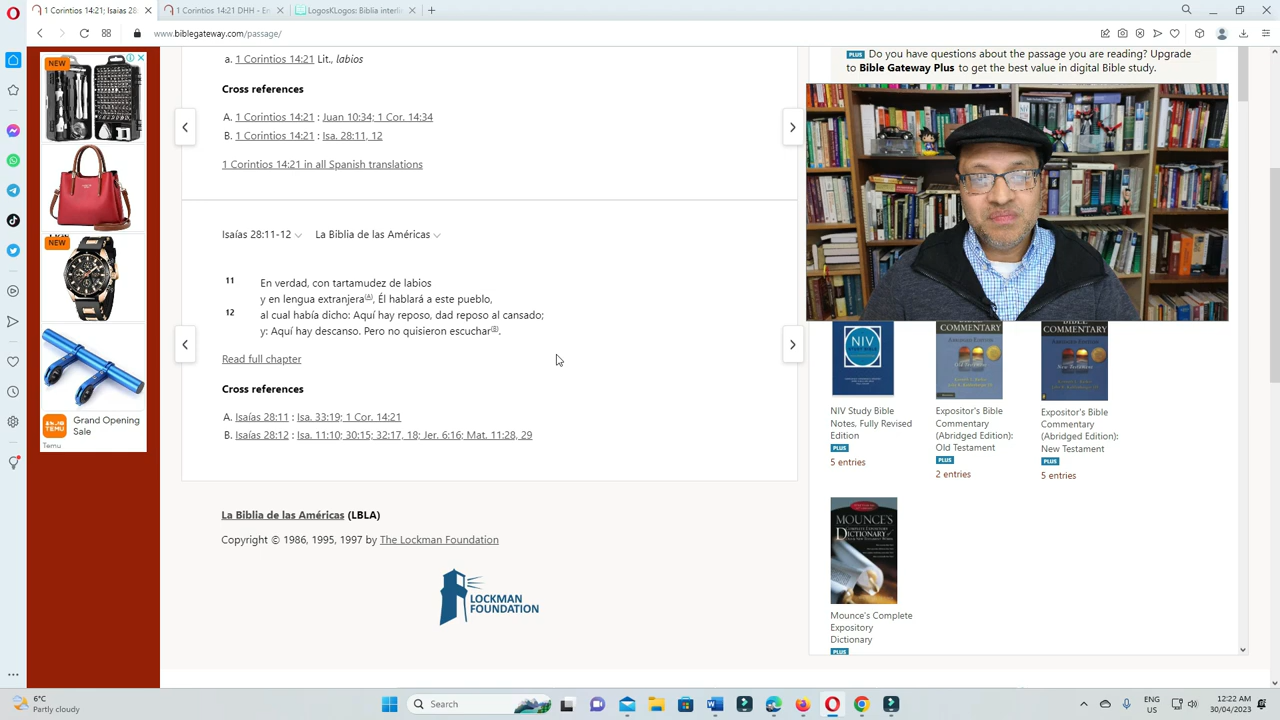 1 Corintios 14:21; Isaías 28:
1 Corintios 14:21 DHH - En
LogosKLogos: Biblia interli
www.biblegateway.com/passage/
a. 1 Corintios 14:21 Lit., labios
Cross references
A. 1 Corintios 14:21 : Juan 10:34; 1 Cor. 14:34
B. 1 Corintios 14:21 : Isa. 28:11, 12
1 Corintios 14:21 in all Spanish translations
Isaías 28:11-12 La Biblia de las Américas
11 En verdad, con tartamudez de labios
y en lengua extranjera[A], Él hablará a este pueblo,
12 al cual había dicho: Aquí hay reposo, dad reposo al cansado;
y: Aquí hay descanso. Pero no quisieron escuchar[B].
Read full chapter
Cross references
A. Isaías 28:11 : Isa. 33:19; 1 Cor. 14:21
B. Isaías 28:12 : Isa. 11:10; 30:15; 32:17, 18; Jer. 6:16; Mat. 11:28, 29
La Biblia de las Américas (LBLA)
Copyright © 1986, 1995, 1997 by The Lockman Foundation
LOCKMAN
FOUNDATION
NEW
NEW
Grand Opening
Sale
Temu
PLUS Do you have questions about the passage you are reading? Upgrade
to Bible Gateway Plus to get the best value in digital Bible study.
NIV
COMMENTARY
COMMENTARY
NIV Study Bible
Notes, Fully Revised
Edition
PLUS
5 entries
Expositor's Bible
Commentary
(Abridged Edition):
Old Testament
PLUS
2 entries
Expositor's Bible
Commentary
(Abridged Edition):
New Testament
PLUS
5 entries
MOUNCE'S
COMPLETE
EXPOSITORY
DICTIONARY
Mounce's Complete
Expository
Dictionary
PLUS
6°C
Partly cloudy
Search
ENG
US
12:22 AM
30/04/2023